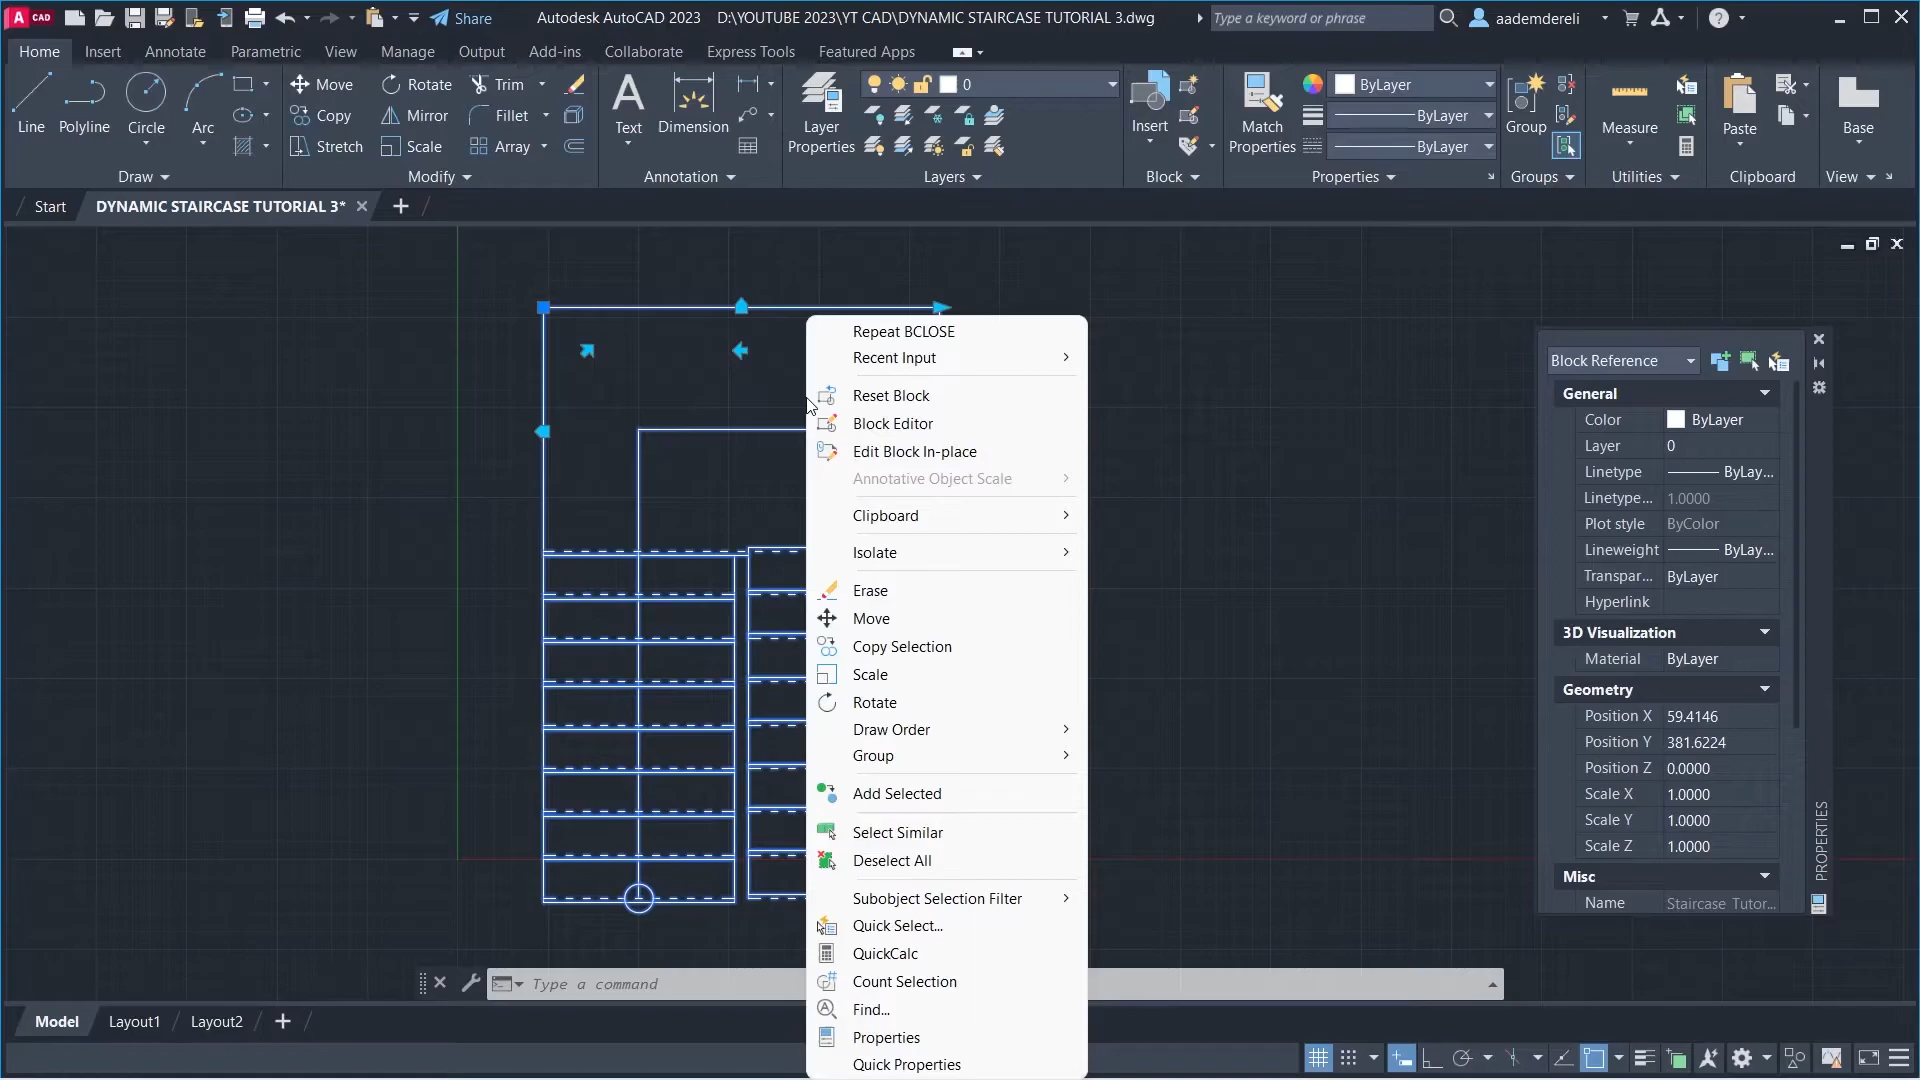 CAD
Share
Autodesk AutoCAD 2023 D:\YOUTUBE 2023\YT CAD\DYNAMIC STAIRCASE TUTORIAL 3.dwg
Type a keyword or phrase
aademdereli
Home Insert Annotate Parametric View Manage Output Add-ins Collaborate Express Tools Featured Apps
Line Polyline Circle Arc
Draw
Move Rotate Trim
Copy Mirror Fillet
Stretch Scale Array
Modify
Text Dimension
Annotation
Layer Properties
0
Layers
Insert
Block
Match Properties
ByLayer
ByLayer
ByLayer
Properties
Group
Groups
Measure
Utilities
Paste
Clipboard
Base
View
Start DYNAMIC STAIRCASE TUTORIAL 3*
Repeat BCLOSE
Recent Input
Reset Block
Block Editor
Edit Block In-place
Annotative Object Scale
Clipboard
Isolate
Erase
Move
Copy Selection
Scale
Rotate
Draw Order
Group
Add Selected
Select Similar
Deselect All
Subobject Selection Filter
Quick Select...
QuickCalc
Count Selection
Find...
Properties
Quick Properties
Block Reference
General
Color ByLayer
Layer 0
Linetype ByLay...
Linetype... 1.0000
Plot style ByColor
Lineweight ByLay...
Transpar... ByLayer
Hyperlink
3D Visualization
Material ByLayer
Geometry
Position X 59.4146
Position Y 381.6224
Position Z 0.0000
Scale X 1.0000
Scale Y 1.0000
Scale Z 1.0000
Misc
Name Staircase Tutor...
PROPERTIES
Type a command
Model Layout1 Layout2